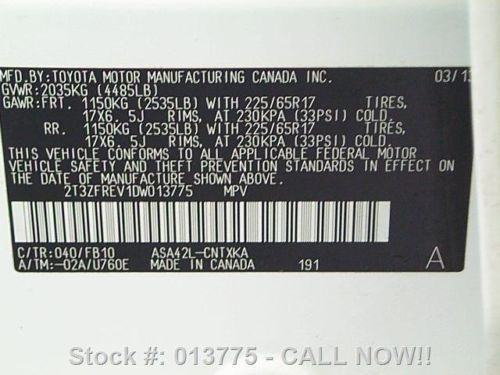 MFD.BY:TOYOTA MOTOR MANUFACTURING CANADA INC. 03/13
GVWR:2035KG (4485LB)
GAWR:FRT. 1150KG (2535LB) WITH 225/65R17 TIRES,
17X6.5J RIMS, AT 230KPA (33PSI) COLD.
RR. 1150KG (2535LB) WITH 225/65R17 TIRES,
17X6.5J RIMS, AT 230KPA (33PSI) COLD.
THIS VEHICLE CONFORMS TO ALL APPLICABLE FEDERAL MOTOR
VEHICLE SAFETY AND THEFT PREVENTION STANDARDS IN EFFECT
ON THE DATE OF MANUFACTURE SHOWN ABOVE.
2T3ZFREV1DW013775 MPV
C/TR:040/FB10 ASA42L-CNTXKA
A/TM:-02A/U760E MADE IN CANADA 191 A
Stock #: 013775 - CALL NOW!!